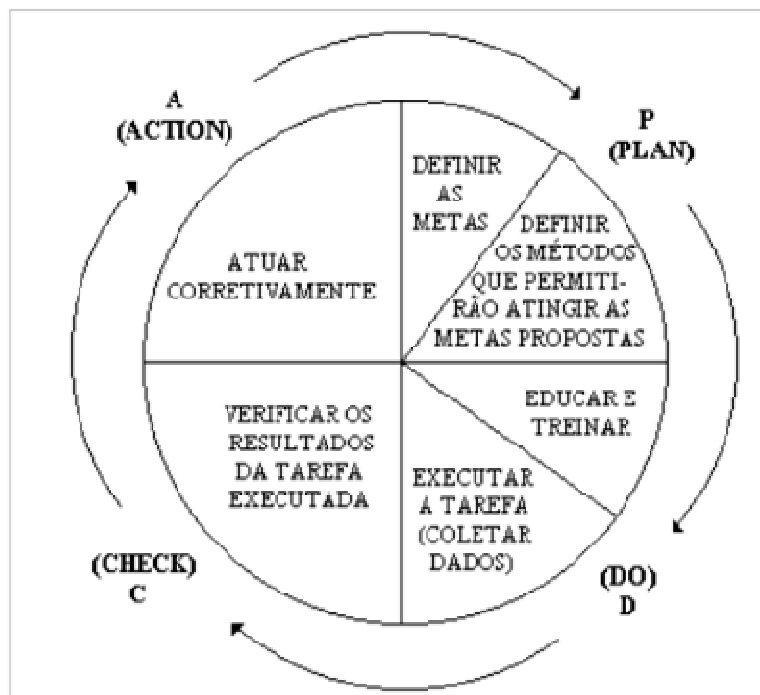 A
(ACTION)
P
(PLAN)
DEFINIR
AS
METAS
DEFINIR
OS MÉTODOS
QUE PERMITI-
RÃO ATINGIR AS
METAS PROPOSTAS
EDUCAR E
TREINAR
EXECUTAR
A TAREFA
(COLETAR
DADOS)
(DO)
D
VERIFICAR OS
RESULTADOS
DA TAREFA
EXECUTADA
(CHECK)
C
ATUAR
CORRETIVAMENTE